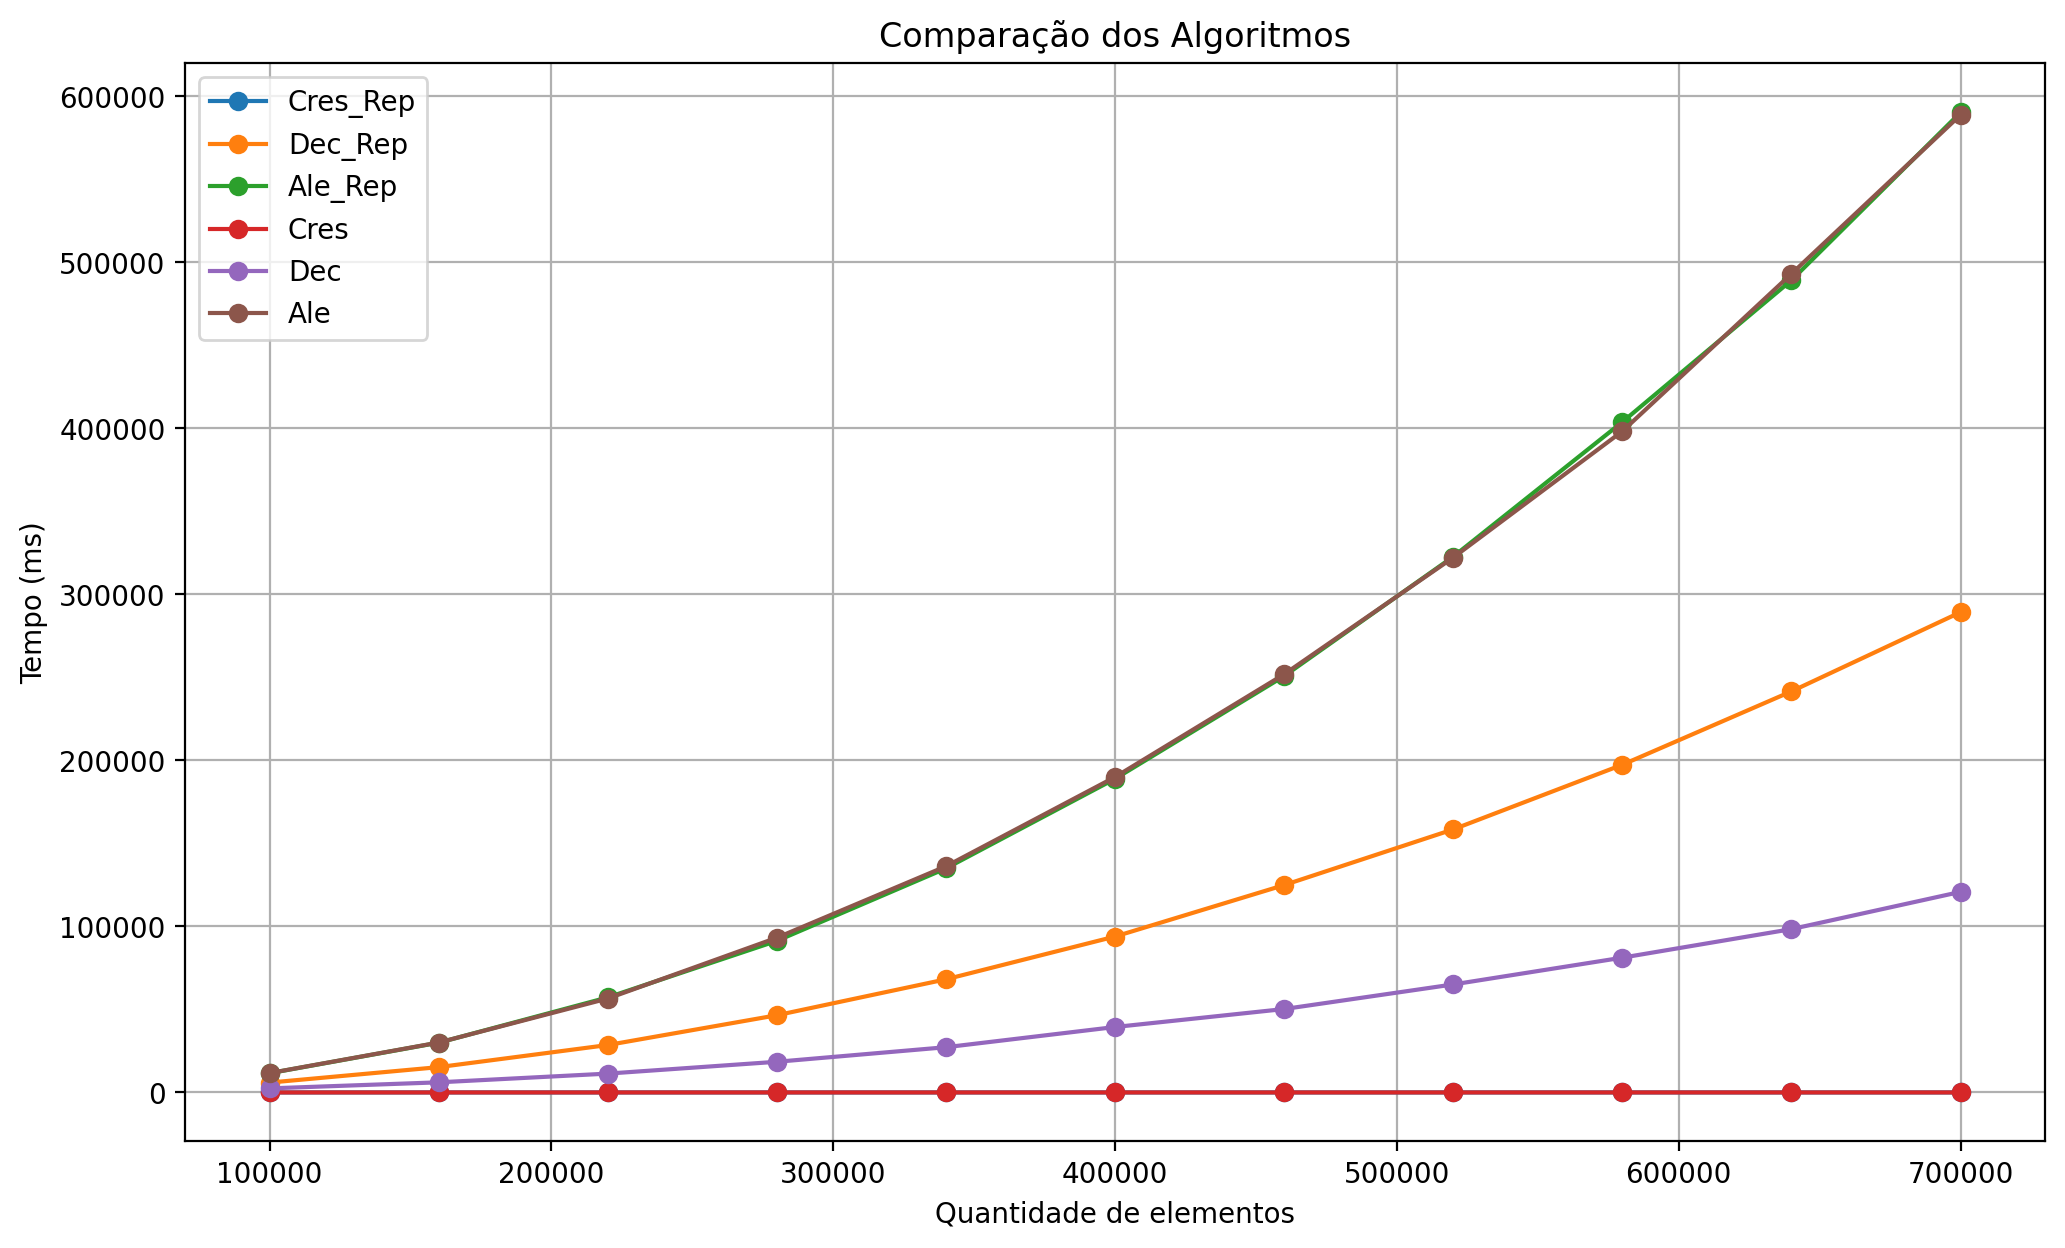 Comparação dos Algoritmos
Cres_Rep
Dec_Rep
Ale_Rep
Cres
Dec
Ale
600000
500000
400000
300000
200000
100000
0
Tempo (ms)
100000 200000 300000 400000 500000 600000 700000
Quantidade de elementos